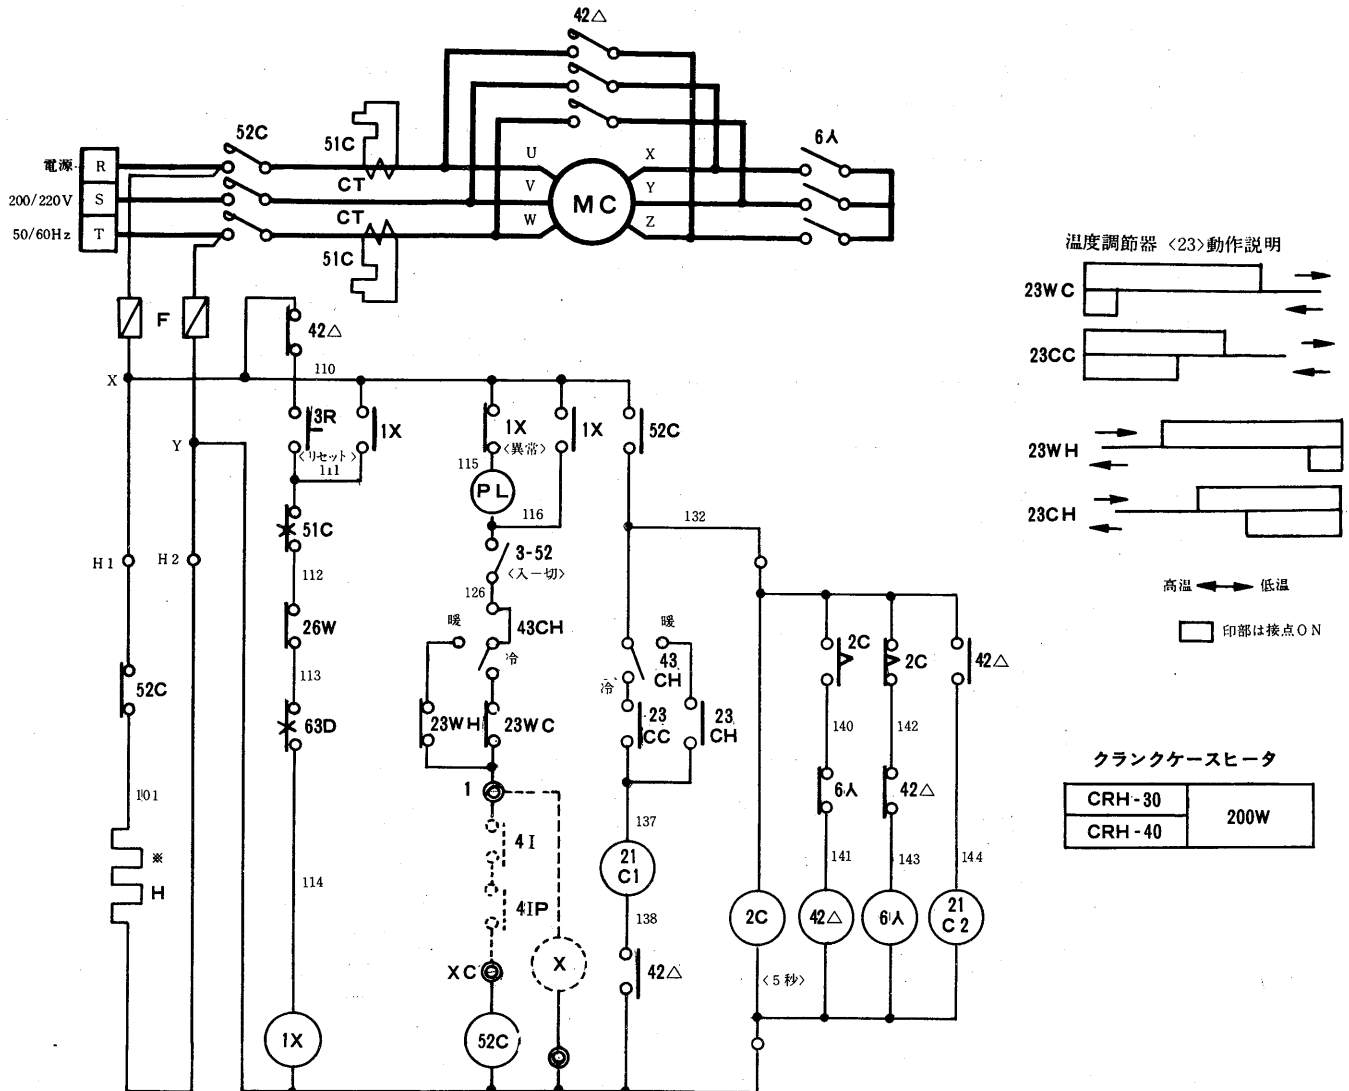 42△
52C
51C
6人
電源
R
U
X
CT
200/220V
S
V
MC
Y
CT
50/60Hz
T
W
Z
51C
温度調節器 〈23〉動作説明
23WC
23CC
23WH
23CH
高温 低温
印部は接点ON
F
42△
X
110
3R
〈リセット〉
111
1X
1X
〈異常〉
1X
52C
Y
115
PL
116
132
51C
3-52
〈入一切〉
H1
H2
112
126
26W
暖
43CH
冷
暖
43
CH
冷
2C
2C
42△
113
52C
23WH
23WC
23
CC
23
CH
63D
140
142
クランクケースヒータ
CRH-30
CRH-40
200W
1
6人
42△
101
137
4I
※
H
114
21
C1
141
143
144
4IP
138
2C
42△
6人
21
C2
XC
X
42△
〈5秒〉
1X
52C